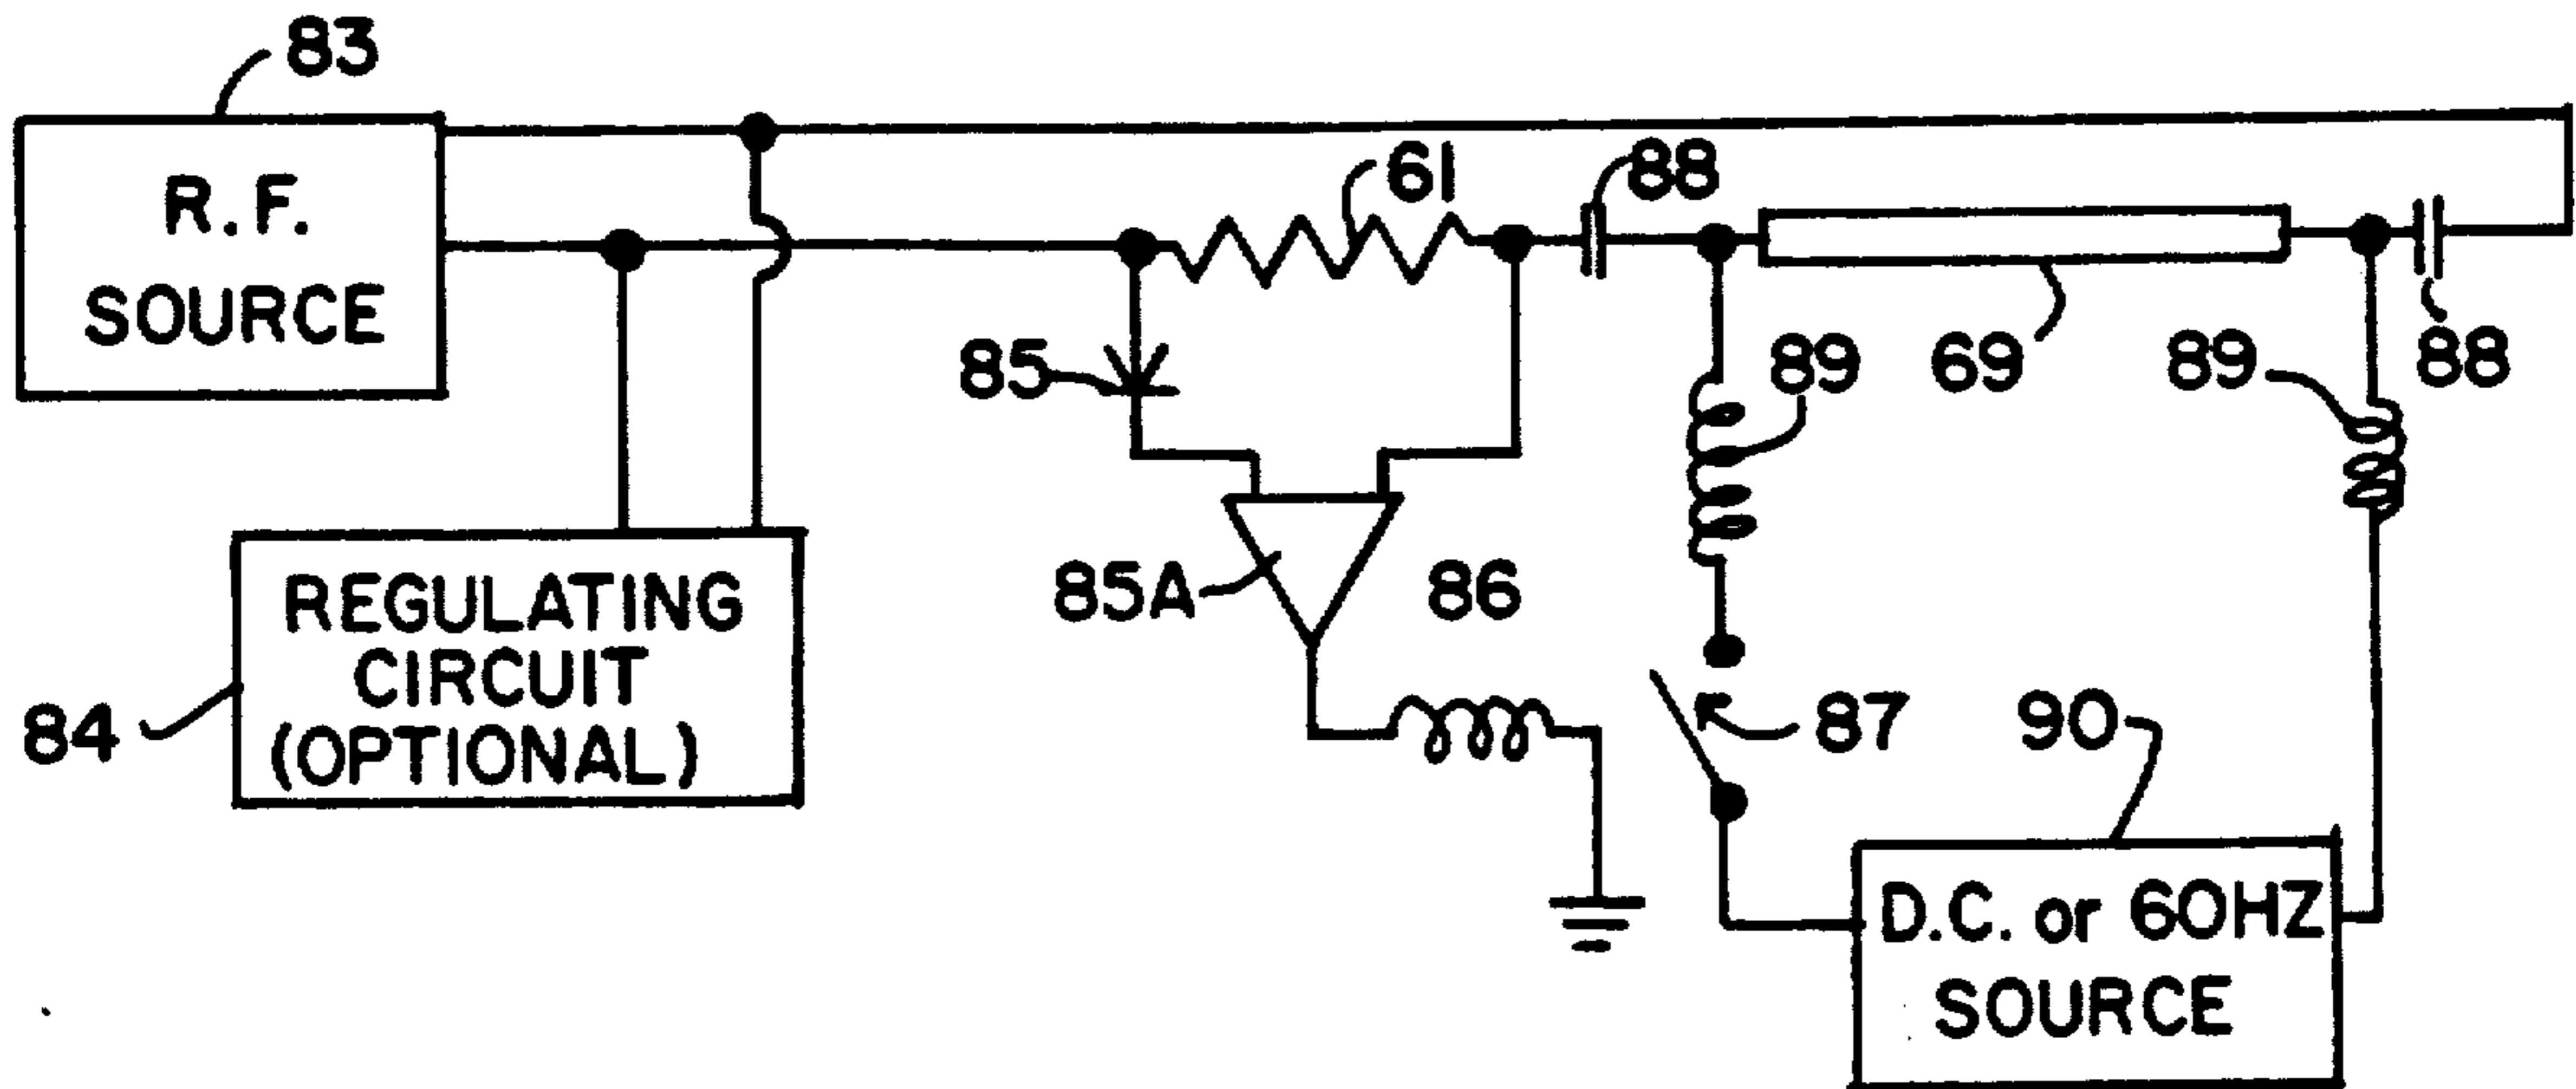 83
R.F.
SOURCE
61
88
85
89
69
89
88
85A
86
REGULATING
CIRCUIT
(OPTIONAL)
84
87
90
D.C. or 60HZ
SOURCE